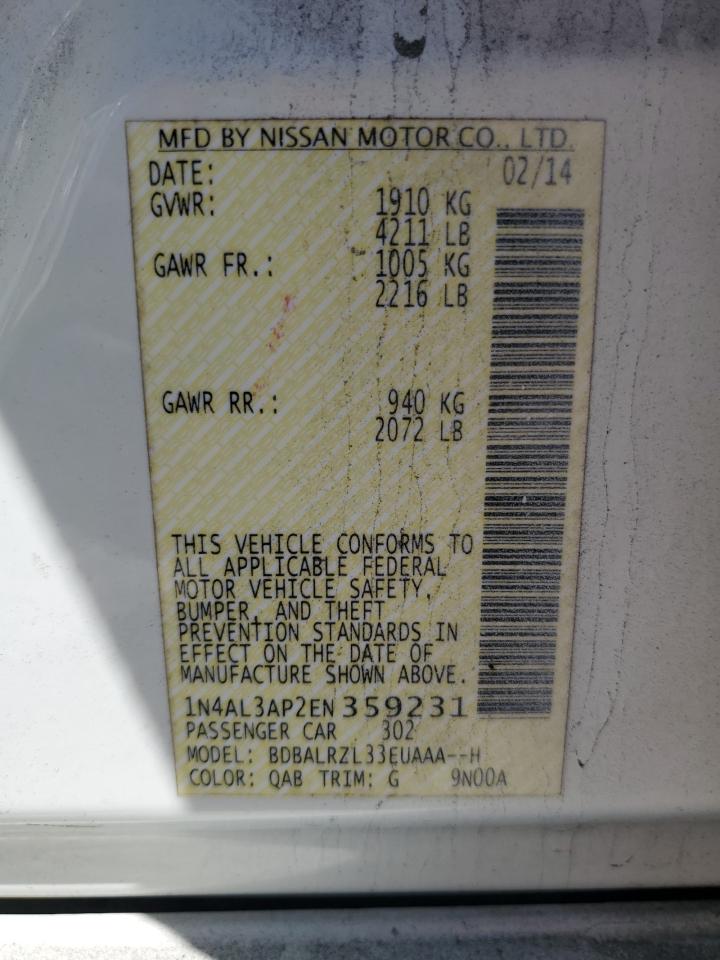 MFD BY NISSAN MOTOR CO., LTD.
DATE: 02/14
GVWR: 1910 KG
4211 LB
GAWR FR.: 1005 KG
2216 LB
GAWR RR.: 940 KG
2072 LB
THIS VEHICLE CONFORMS TO
ALL APPLICABLE FEDERAL
MOTOR VEHICLE SAFETY,
BUMPER, AND THEFT
PREVENTION STANDARDS IN
EFFECT ON THE DATE OF
MANUFACTURE SHOWN ABOVE.
1N4AL3AP2EN359231
PASSENGER CAR 302
MODEL: BDBALRZL33EUAAA--H
COLOR: QAB TRIM: G 9N00A